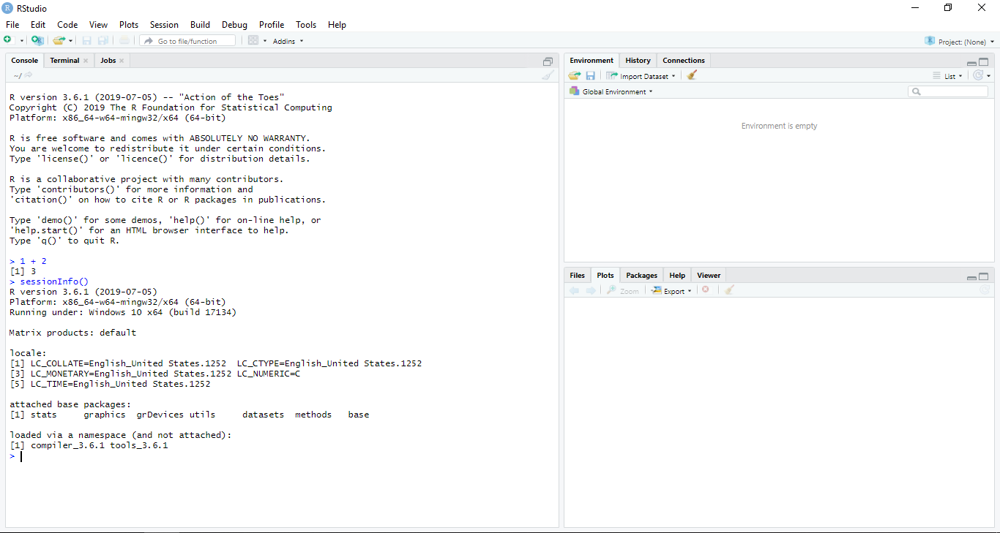 RStudio
File Edit Code View Plots Session Build Debug Profile Tools Help
Go to file/function Addins Project: (None)
Console Terminal Jobs
~/
R version 3.6.1 (2019-07-05) -- "Action of the Toes"
Copyright (C) 2019 The R Foundation for Statistical Computing
Platform: x86_64-w64-mingw32/x64 (64-bit)
R is free software and comes with ABSOLUTELY NO WARRANTY.
You are welcome to redistribute it under certain conditions.
Type 'license()' or 'licence()' for distribution details.
R is a collaborative project with many contributors.
Type 'contributors()' for more information and
'citation()' on how to cite R or R packages in publications.
Type 'demo()' for some demos, 'help()' for on-line help, or
'help.start()' for an HTML browser interface to help.
Type 'q()' to quit R.
> 1 + 2
[1] 3
> sessionInfo()
R version 3.6.1 (2019-07-05)
Platform: x86_64-w64-mingw32/x64 (64-bit)
Running under: Windows 10 x64 (build 17134)
Matrix products: default
locale:
[1] LC_COLLATE=English_United States.1252  LC_CTYPE=English_United States.1252
[3] LC_MONETARY=English_United States.1252 LC_NUMERIC=C
[5] LC_TIME=English_United States.1252
attached base packages:
[1] stats     graphics  grDevices utils     datasets  methods   base
loaded via a namespace (and not attached):
[1] compiler_3.6.1 tools_3.6.1
>
Environment History Connections
Import Dataset List
Global Environment
Environment is empty
Files Plots Packages Help Viewer
Zoom Export